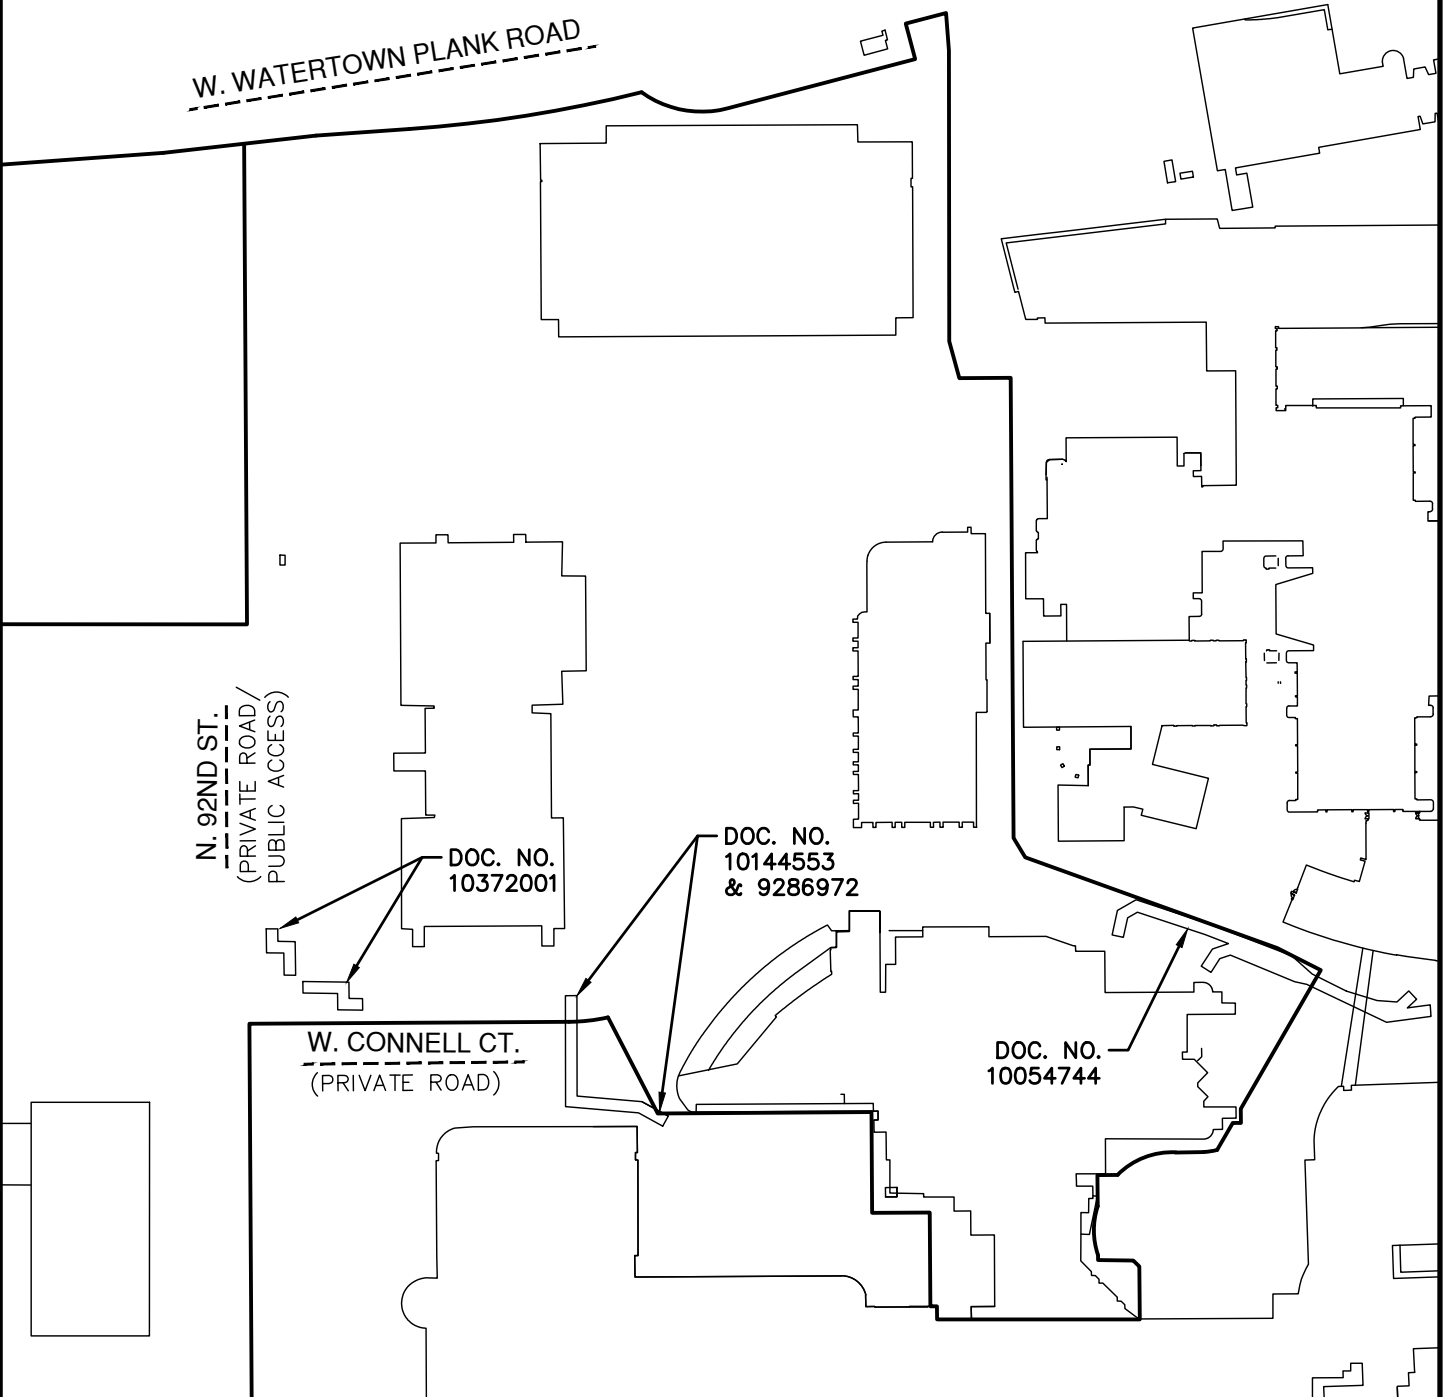 W. WATERTOWN PLANK ROAD
N. 92ND ST.
(PRIVATE ROAD/
PUBLIC ACCESS)
DOC. NO.
10372001
DOC. NO.
10144553
& 9286972
DOC. NO.
10054744
W. CONNELL CT.
(PRIVATE ROAD)